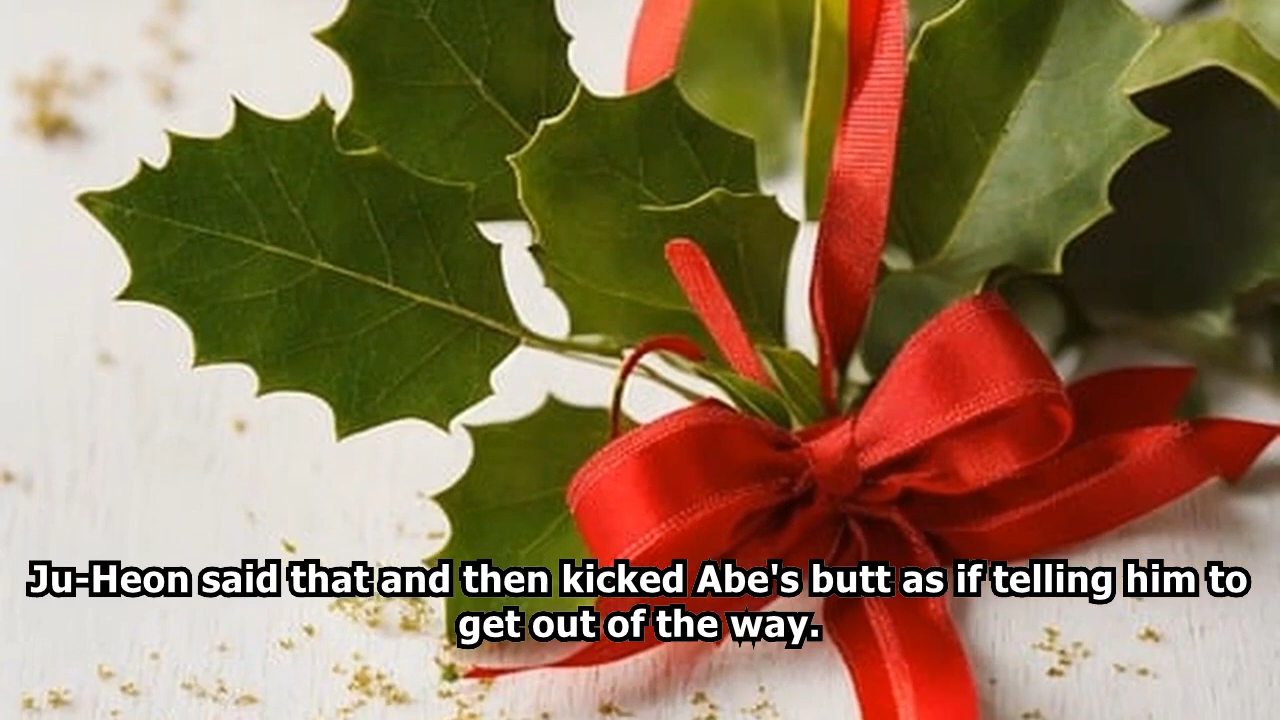 Ju-Heon said that and then kicked Abe's butt as if telling him to
get out of the way.